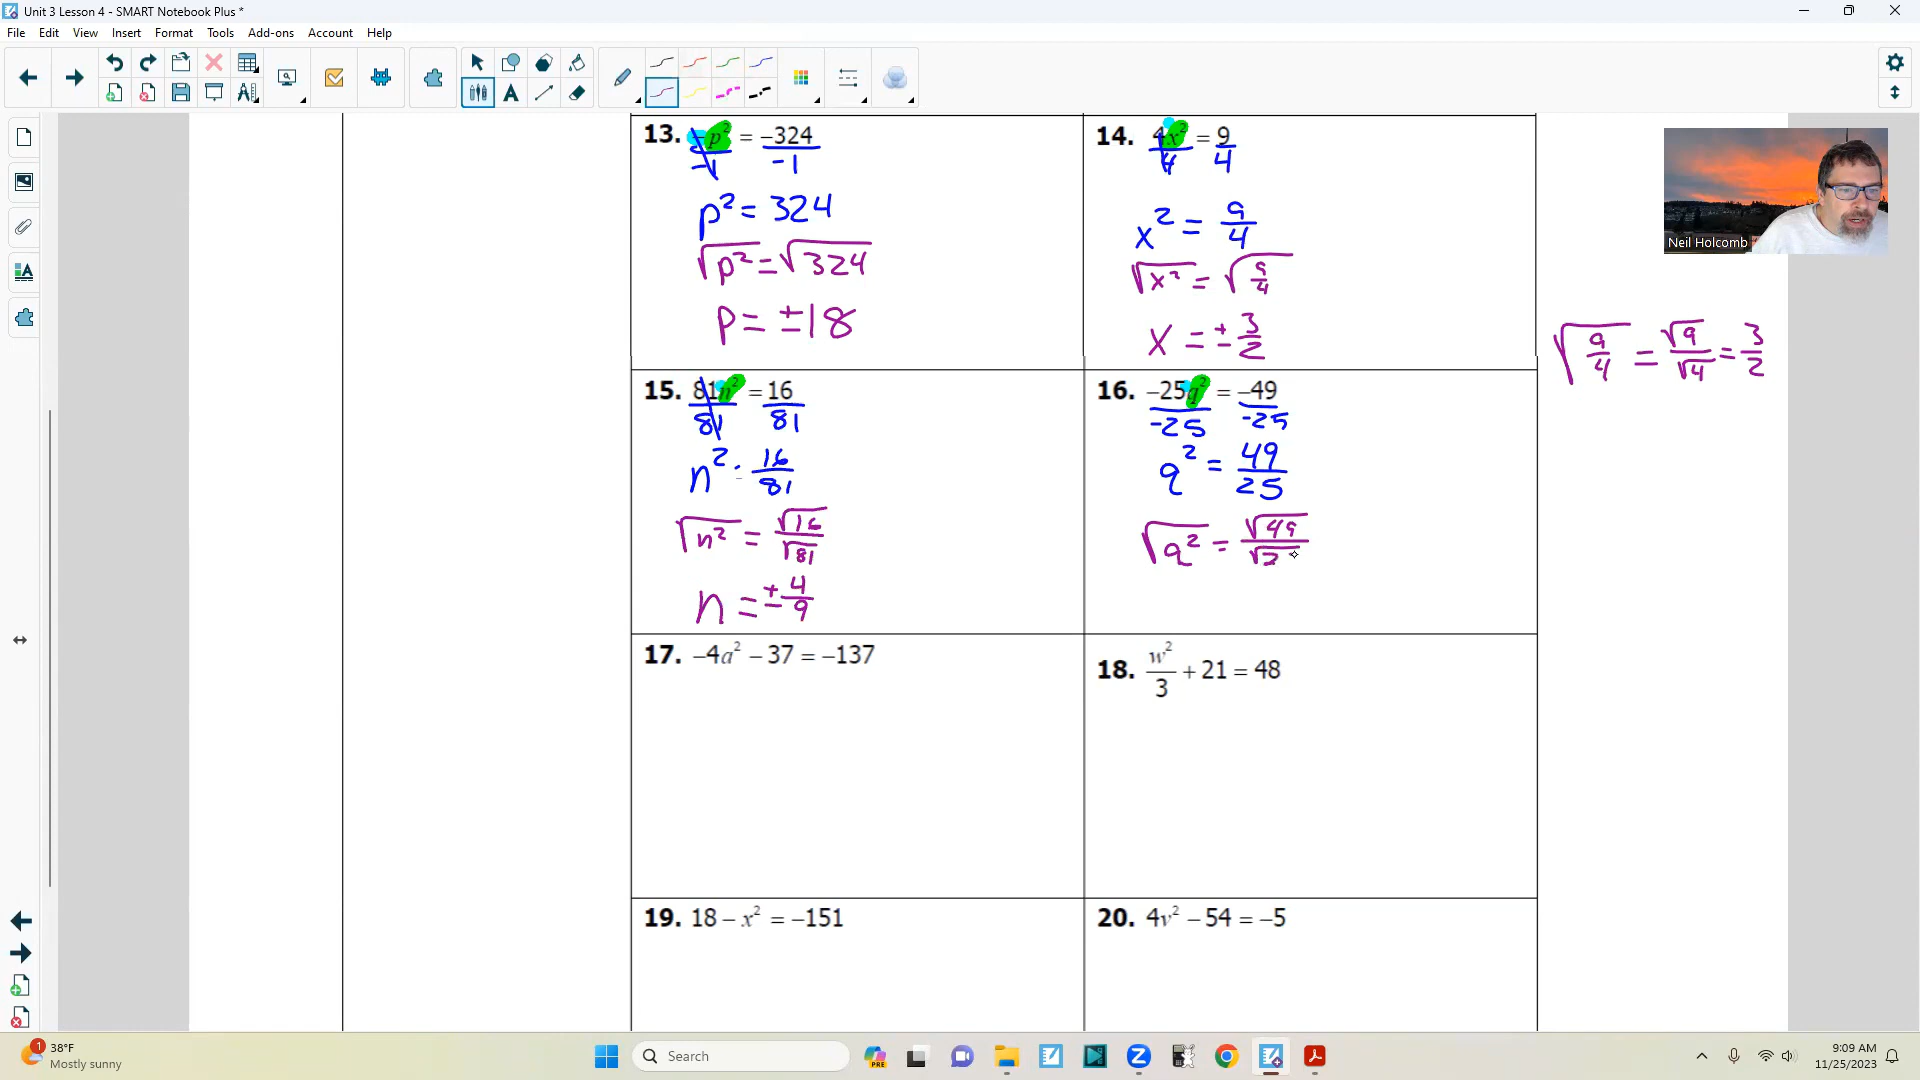 Unit 3 Lesson 4 - SMART Notebook Plus *
File Edit View Insert Format Tools Add-ons Account Help
Neil Holcomb
13. -p² = -324
-1 -1
p² = 324
√p² = √324
p = ±18
14. 4x² = 9
4 4
x² = 9/4
√x² = √9/4
x = ± 3/2
√9/4 = √9/√4 = 3/2
15. 81n² = 16
81 81
n² = 16/81
√n² = √16/√81
n = ± 4/9
16. -25q² = -49
-25 -25
q² = 49/25
√q² = √49/√2
17. -4a² - 37 = -137
18. w²/3 + 21 = 48
19. 18 - x² = -151
20. 4v² - 54 = -5
1
38°F
Mostly sunny
Search
PRE
9:09 AM
11/25/2023